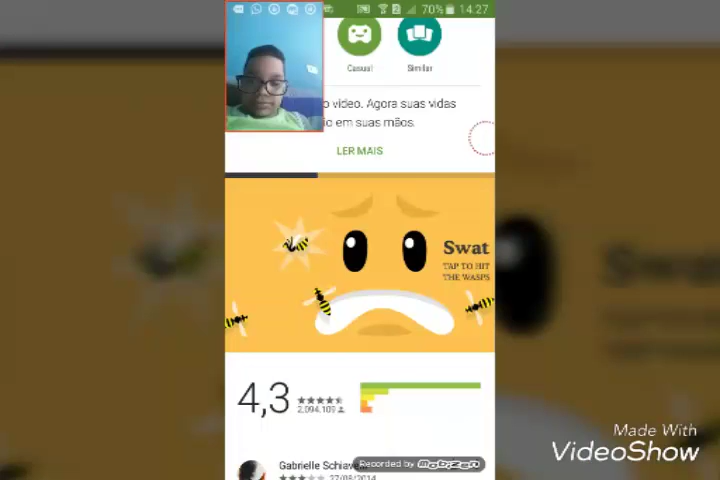 70% 14.27
Casual
Similar
o vídeo. Agora suas vidas
o em suas mãos.
LER MAIS
Swat
TAP TO HIT
THE WASPS
4,3
2.094.109
Gabrielle Schiave
27/08/2014
Recorded by Mobizen
Made With
VideoShow